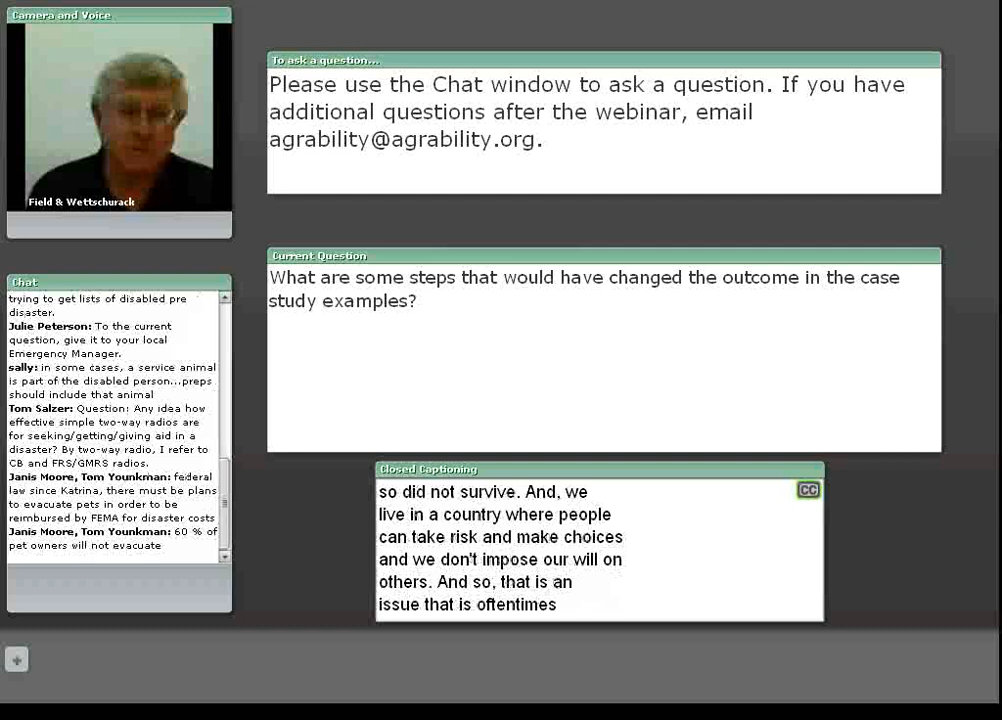 Camera and Voice
Field & Wettschurack
To ask a question...
Please use the Chat window to ask a question. If you have
additional questions after the webinar, email
agrability@agrability.org.
Current Question
What are some steps that would have changed the outcome in the case
study examples?
Chat
trying to get lists of disabled pre
disaster.
Julie Peterson: To the current
question, give it to your local
Emergency Manager.
sally: in some cases, a service animal
is part of the disabled person...preps
should include that animal
Tom Salzer: Question: Any idea how
effective simple two-way radios are
for seeking/getting/giving aid in a
disaster? By two-way radio, I refer to
CB and FRS/GMRS radios.
Janis Moore, Tom Younkman: federal
law since Katrina, there must be plans
to evacuate pets in order to be
reimbursed by FEMA for disaster costs
Janis Moore, Tom Younkman: 60 % of
pet owners will not evacuate
Closed Captioning
CC
so did not survive. And, we
live in a country where people
can take risk and make choices
and we don't impose our will on
others. And so, that is an
issue that is oftentimes